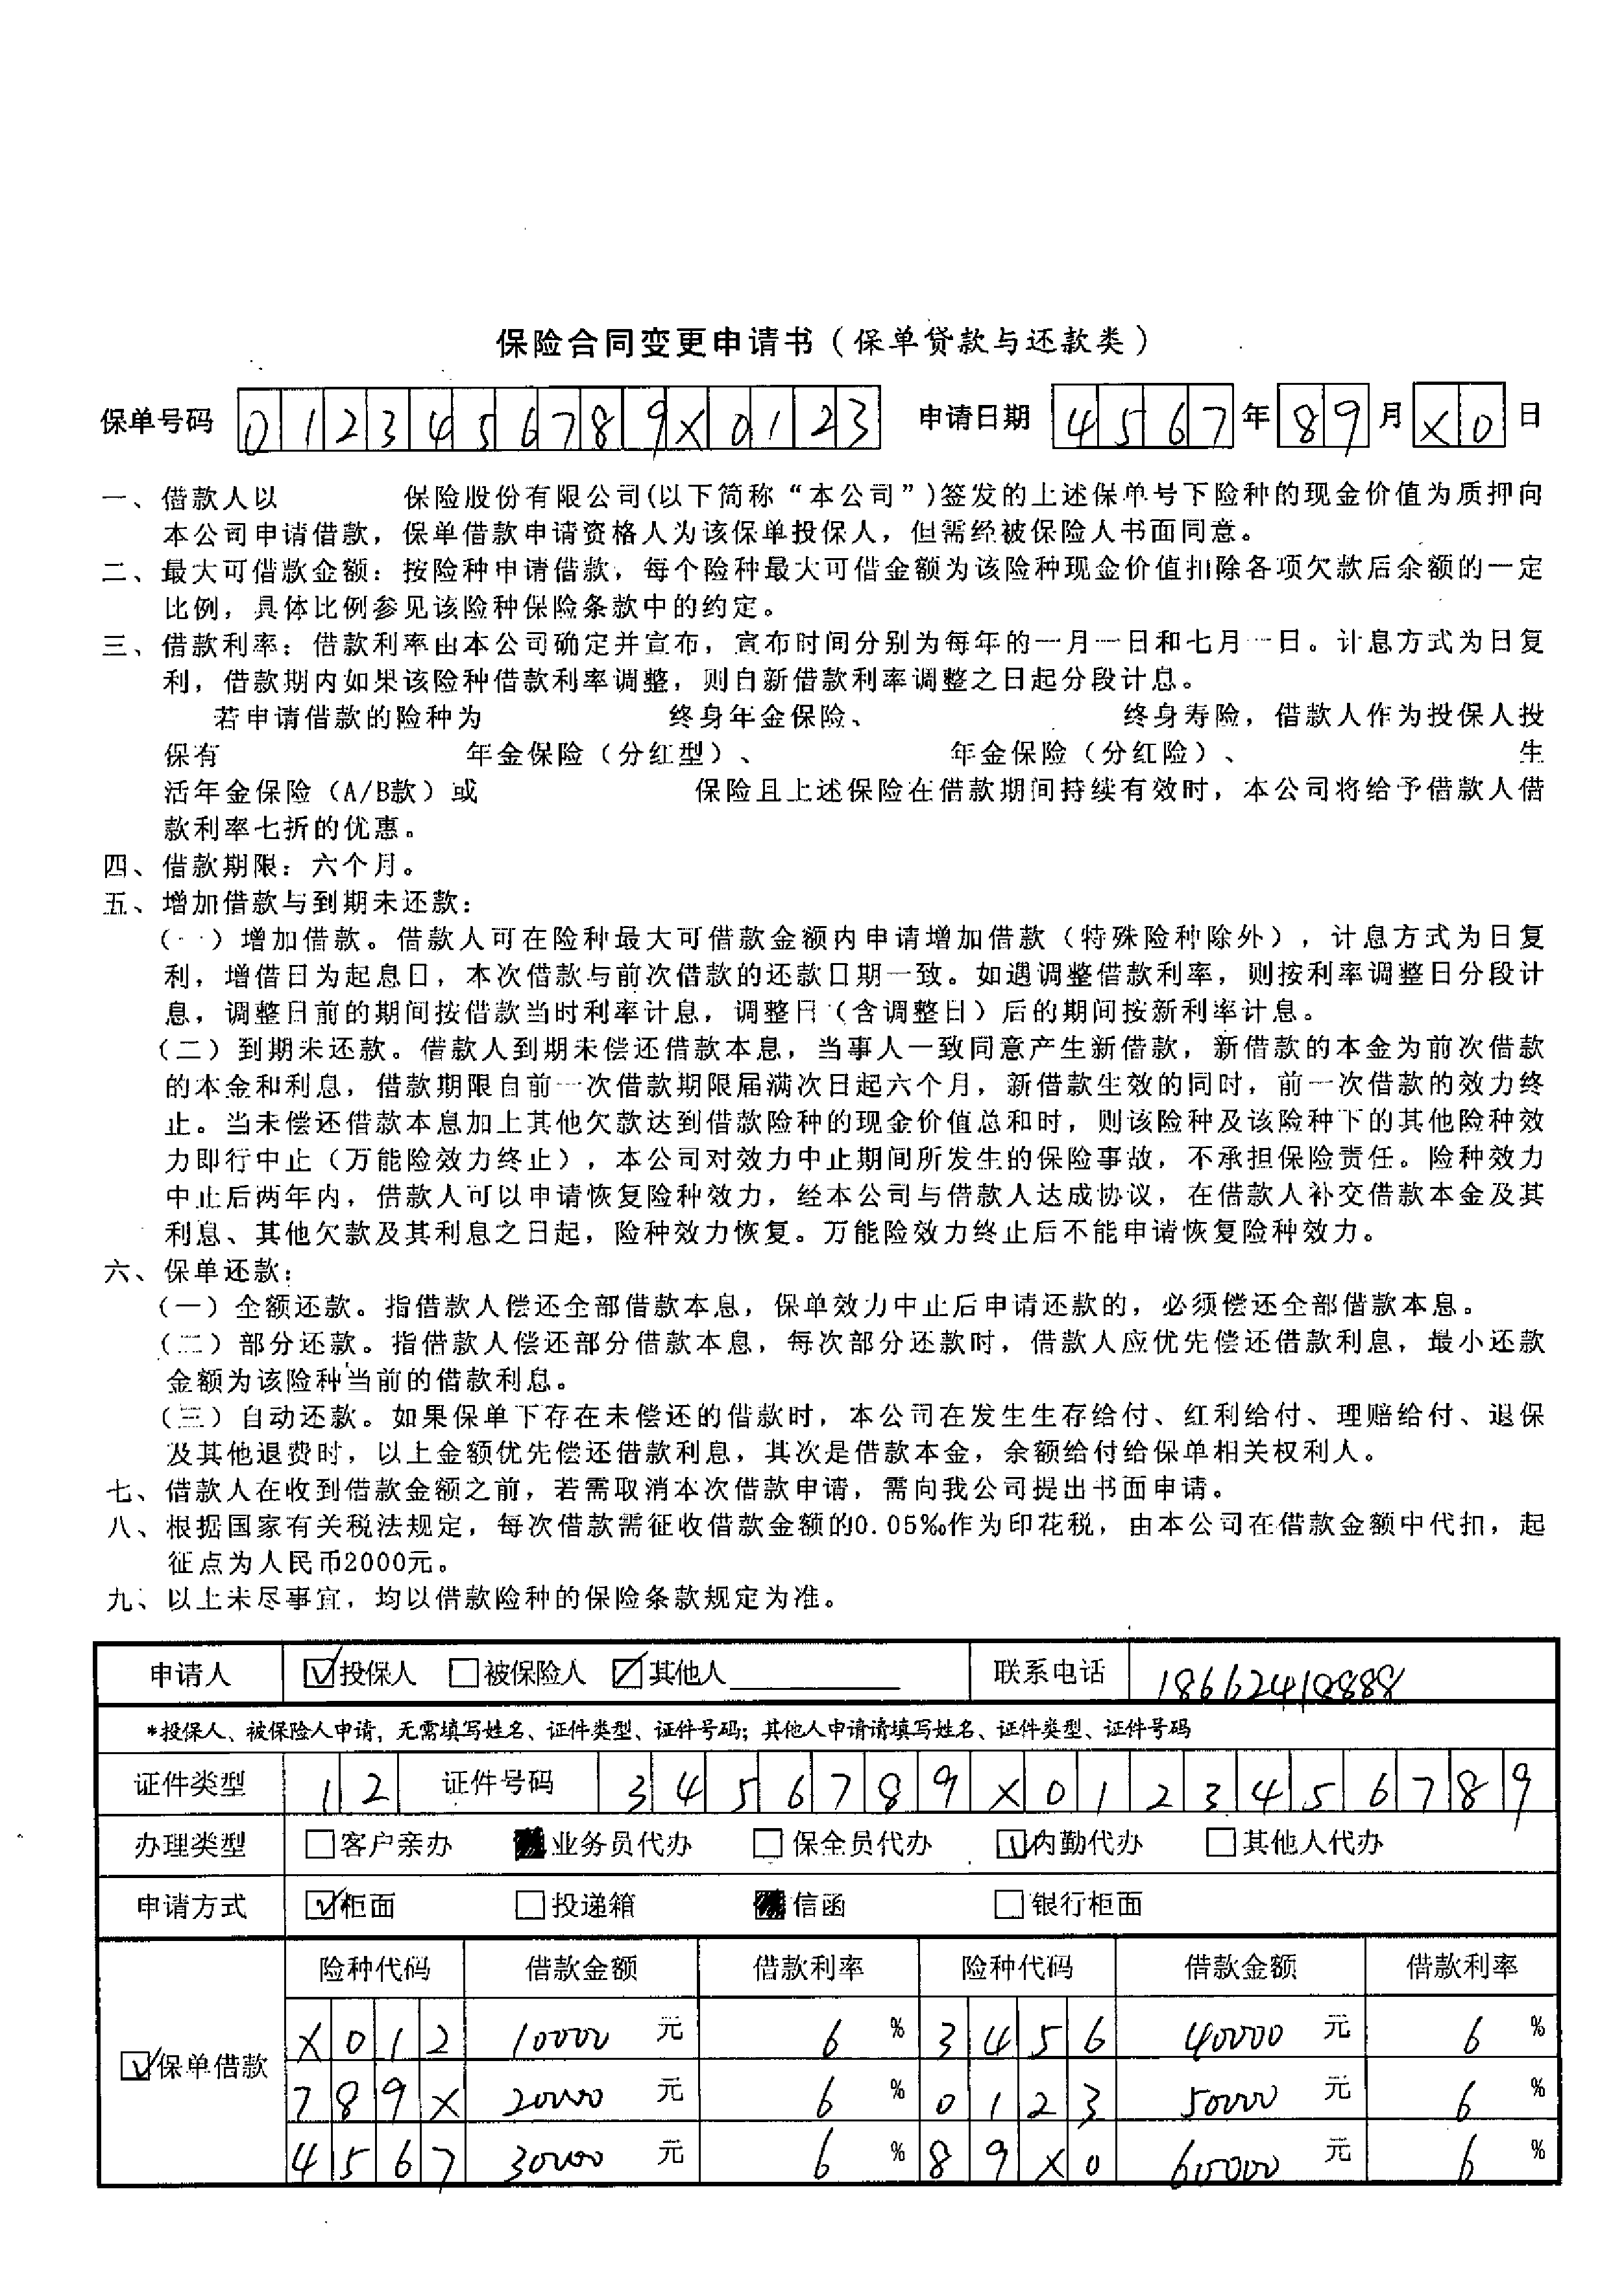 保险合同变更申请书（保单贷款与还款类）
保单号码 0123456789X0123 申请日期 4567年89月X0日
一、借款人以 保险股份有限公司(以下简称“本公司”)签发的上述保单号下险种的现金价值为质押向
本公司申请借款，保单借款申请资格人为该保单投保人，但需经被保险人书面同意。
二、最大可借款金额：按险种申请借款，每个险种最大可借金额为该险种现金价值扣除各项欠款后余额的一定
比例，具体比例参见该险种保险条款中的约定。
三、借款利率：借款利率由本公司确定并宣布，宣布时间分别为每年的一月一日和七月一日。计息方式为日复
利，借款期内如果该险种借款利率调整，则自新借款利率调整之日起分段计息。
若申请借款的险种为 终身年金保险、 终身寿险，借款人作为投保人投
保有 年金保险（分红型）、 年金保险（分红险）、 生
活年金保险（A/B款）或 保险且上述保险在借款期间持续有效时，本公司将给予借款人借
款利率七折的优惠。
四、借款期限：六个月。
五、增加借款与到期未还款：
（一）增加借款。借款人可在险种最大可借款金额内申请增加借款（特殊险种除外），计息方式为日复
利，增借日为起息日，本次借款与前次借款的还款日期一致。如遇调整借款利率，则按利率调整日分段计
息，调整日前的期间按借款当时利率计息，调整日（含调整日）后的期间按新利率计息。
（二）到期未还款。借款人到期未偿还借款本息，当事人一致同意产生新借款，新借款的本金为前次借款
的本金和利息，借款期限自前一次借款期限届满次日起六个月，新借款生效的同时，前一次借款的效力终
止。当未偿还借款本息加上其他欠款达到借款险种的现金价值总和时，则该险种及该险种下的其他险种效
力即行中止（万能险效力终止），本公司对效力中止期间所发生的保险事故，不承担保险责任。险种效力
中止后两年内，借款人可以申请恢复险种效力，经本公司与借款人达成协议，在借款人补交借款本金及其
利息、其他欠款及其利息之日起，险种效力恢复。万能险效力终止后不能申请恢复险种效力。
六、保单还款：
（一）全额还款。指借款人偿还全部借款本息，保单效力中止后申请还款的，必须偿还全部借款本息。
（二）部分还款。指借款人偿还部分借款本息，每次部分还款时，借款人应优先偿还借款利息，最小还款
金额为该险种当前的借款利息。
（三）自动还款。如果保单下存在未偿还的借款时，本公司在发生生存给付、红利给付、理赔给付、退保
及其他退费时，以上金额优先偿还借款利息，其次是借款本金，余额给付给保单相关权利人。
七、借款人在收到借款金额之前，若需取消本次借款申请，需向我公司提出书面申请。
八、根据国家有关税法规定，每次借款需征收借款金额的0.05‰作为印花税，由本公司在借款金额中代扣，起
征点为人民币2000元。
九、以上未尽事宜，均以借款险种的保险条款规定为准。
申请人 ☑投保人 □被保险人 ☑其他人 联系电话 18662418888
*投保人、被保险人申请，无需填写姓名、证件类型、证件号码；其他人申请请填写姓名、证件类型、证件号码
证件类型 12 证件号码 3456789X0123456789
办理类型 □客户亲办 ■业务员代办 □保全员代办 ☑内勤代办 □其他人代办
申请方式 ☑柜面 □投递箱 ■信函 □银行柜面
险种代码 借款金额 借款利率 险种代码 借款金额 借款利率
X012 10000元 6% 3456 40000元 6%
☑保单借款
789X 20000元 6% 0123 50000元 6%
4567 30000元 6% 89X0 元 6%